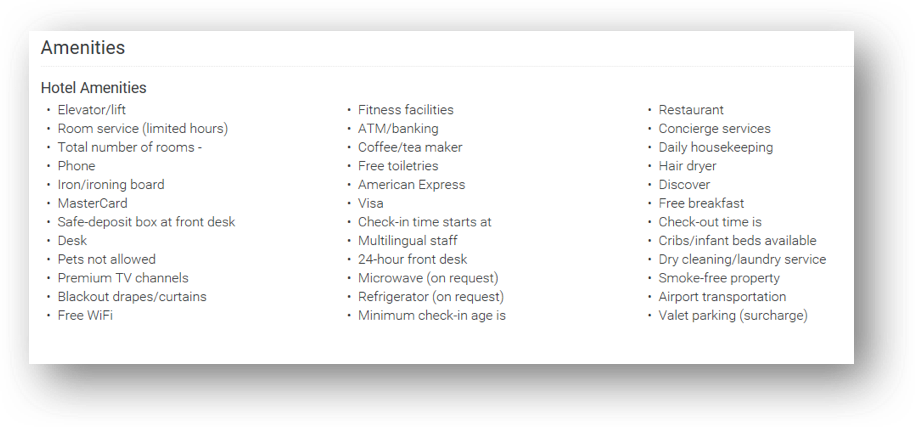 Amenities
Hotel Amenities
• Elevator/lift
• Room service (limited hours)
• Total number of rooms -
• Phone
• Iron/ironing board
• MasterCard
• Safe-deposit box at front desk
• Desk
• Pets not allowed
• Premium TV channels
• Blackout drapes/curtains
• Free WiFi
• Fitness facilities
• ATM/banking
• Coffee/tea maker
• Free toiletries
• American Express
• Visa
• Check-in time starts at
• Multilingual staff
• 24-hour front desk
• Microwave (on request)
• Refrigerator (on request)
• Minimum check-in age is
• Restaurant
• Concierge services
• Daily housekeeping
• Hair dryer
• Discover
• Free breakfast
• Check-out time is
• Cribs/infant beds available
• Dry cleaning/laundry service
• Smoke-free property
• Airport transportation
• Valet parking (surcharge)